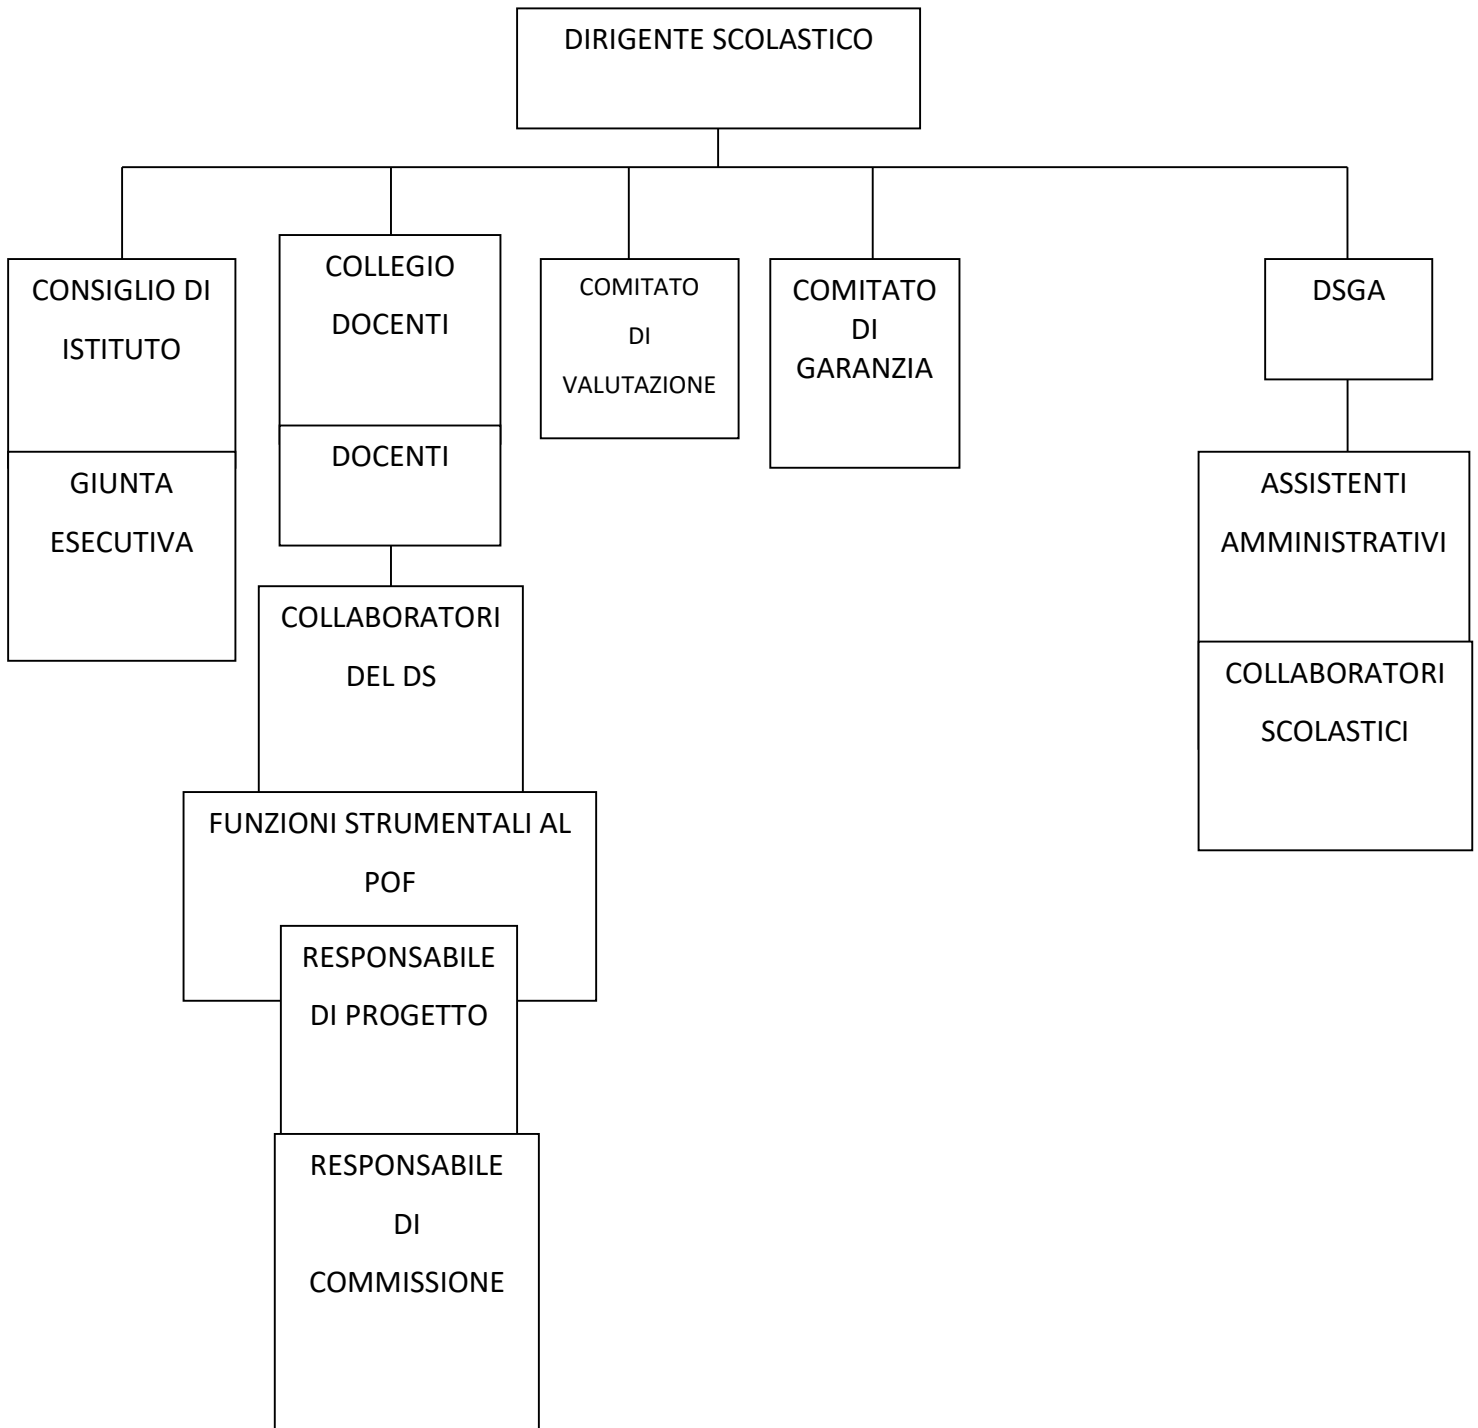 DIRIGENTE SCOLASTICO
CONSIGLIO DI
ISTITUTO
GIUNTA
ESECUTIVA
COLLEGIO
DOCENTI
DOCENTI
COLLABORATORI
DEL DS
FUNZIONI STRUMENTALI AL
POF
RESPONSABILE
DI PROGETTO
RESPONSABILE
DI
COMMISSIONE
COMITATO
DI
VALUTAZIONE
COMITATO
DI
GARANZIA
DSGA
ASSISTENTI
AMMINISTRATIVI
COLLABORATORI
SCOLASTICI